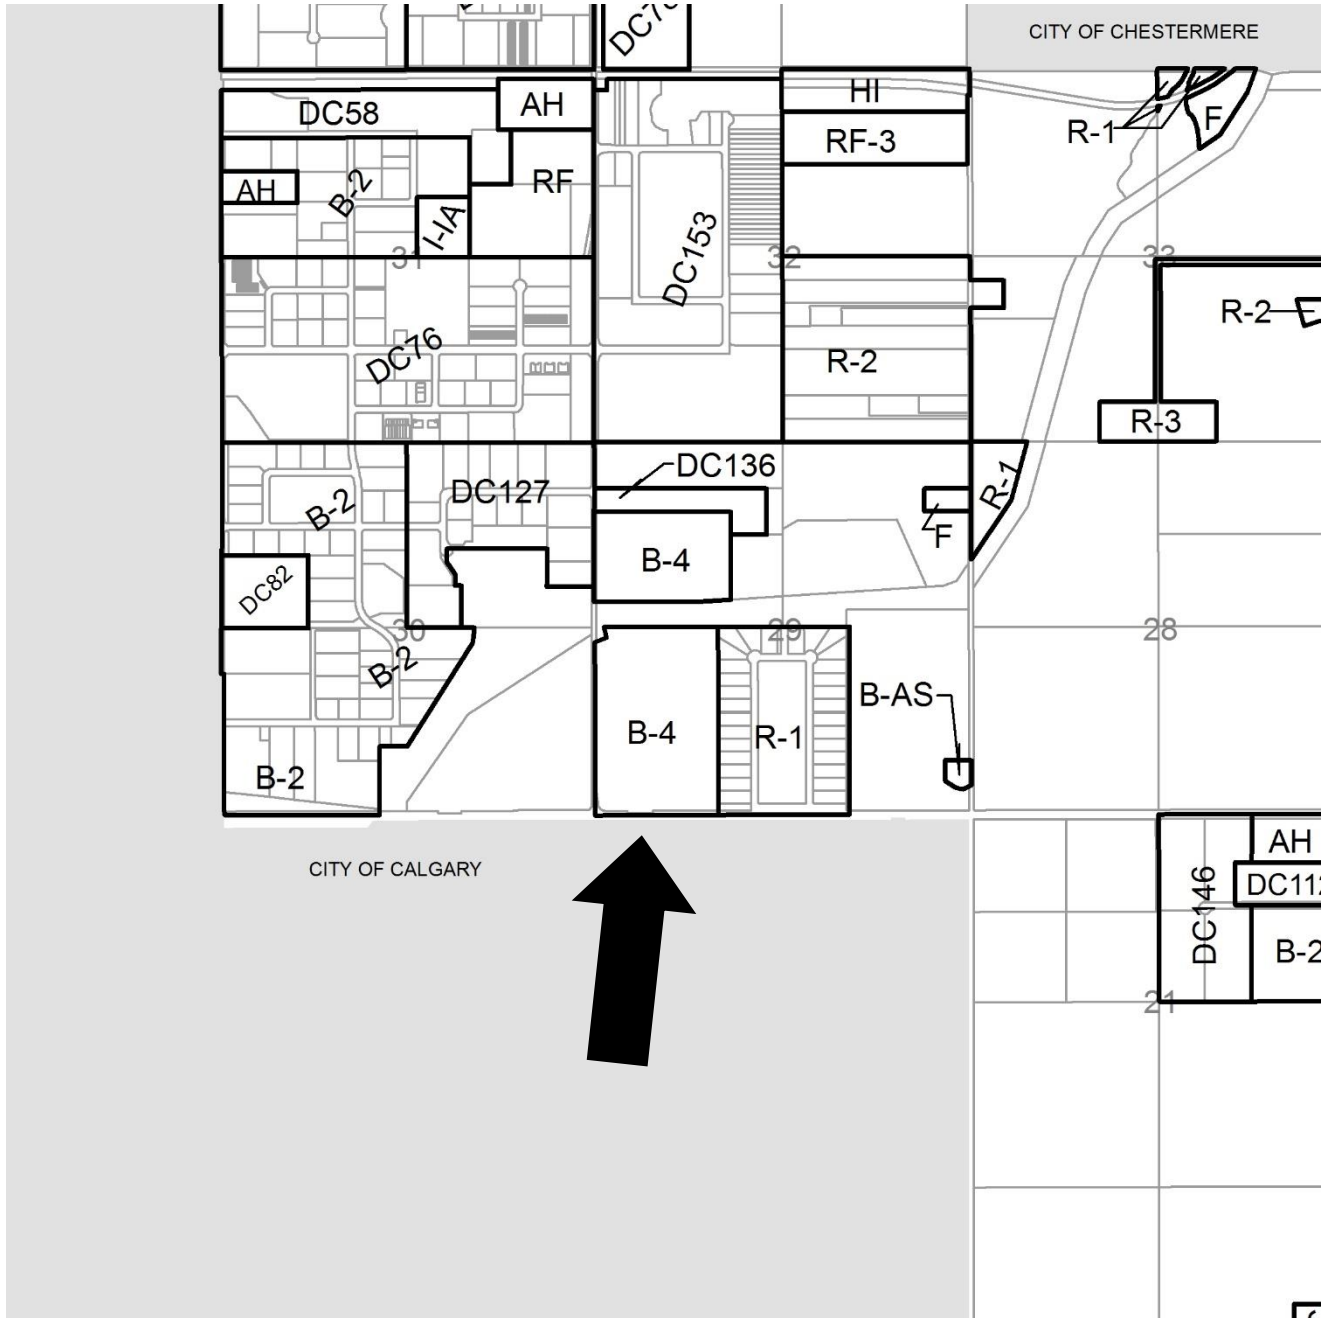 CITY OF CHESTERMERE
DC58
AH
HI
R-1
F
RF-3
AH
B-2
I-IA
RF
31
DC153
32
33
R-2
DC76
R-2
R-3
DC136
B-2
DC127
R-1
F
B-4
DC82
30
29
28
B-2
B-AS
B-4
R-1
B-2
CITY OF CALGARY
AH
DC146
B-2
21